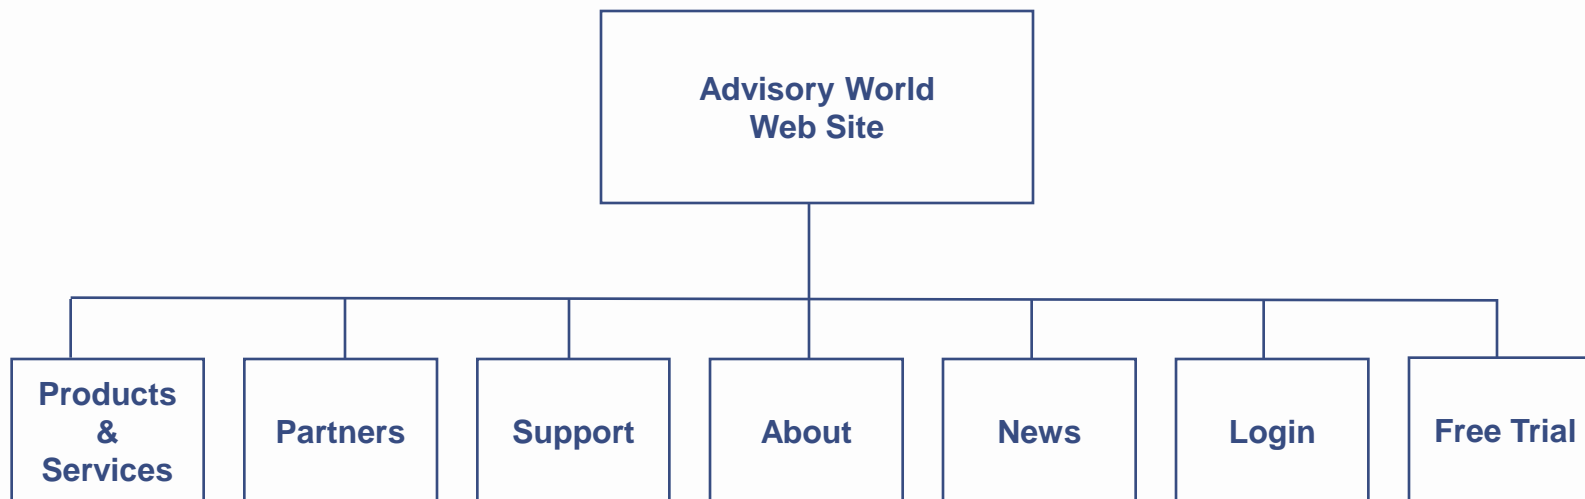 Advisory World
Web Site
Products
&
Services
Partners
Support
About
News
Login
Free Trial